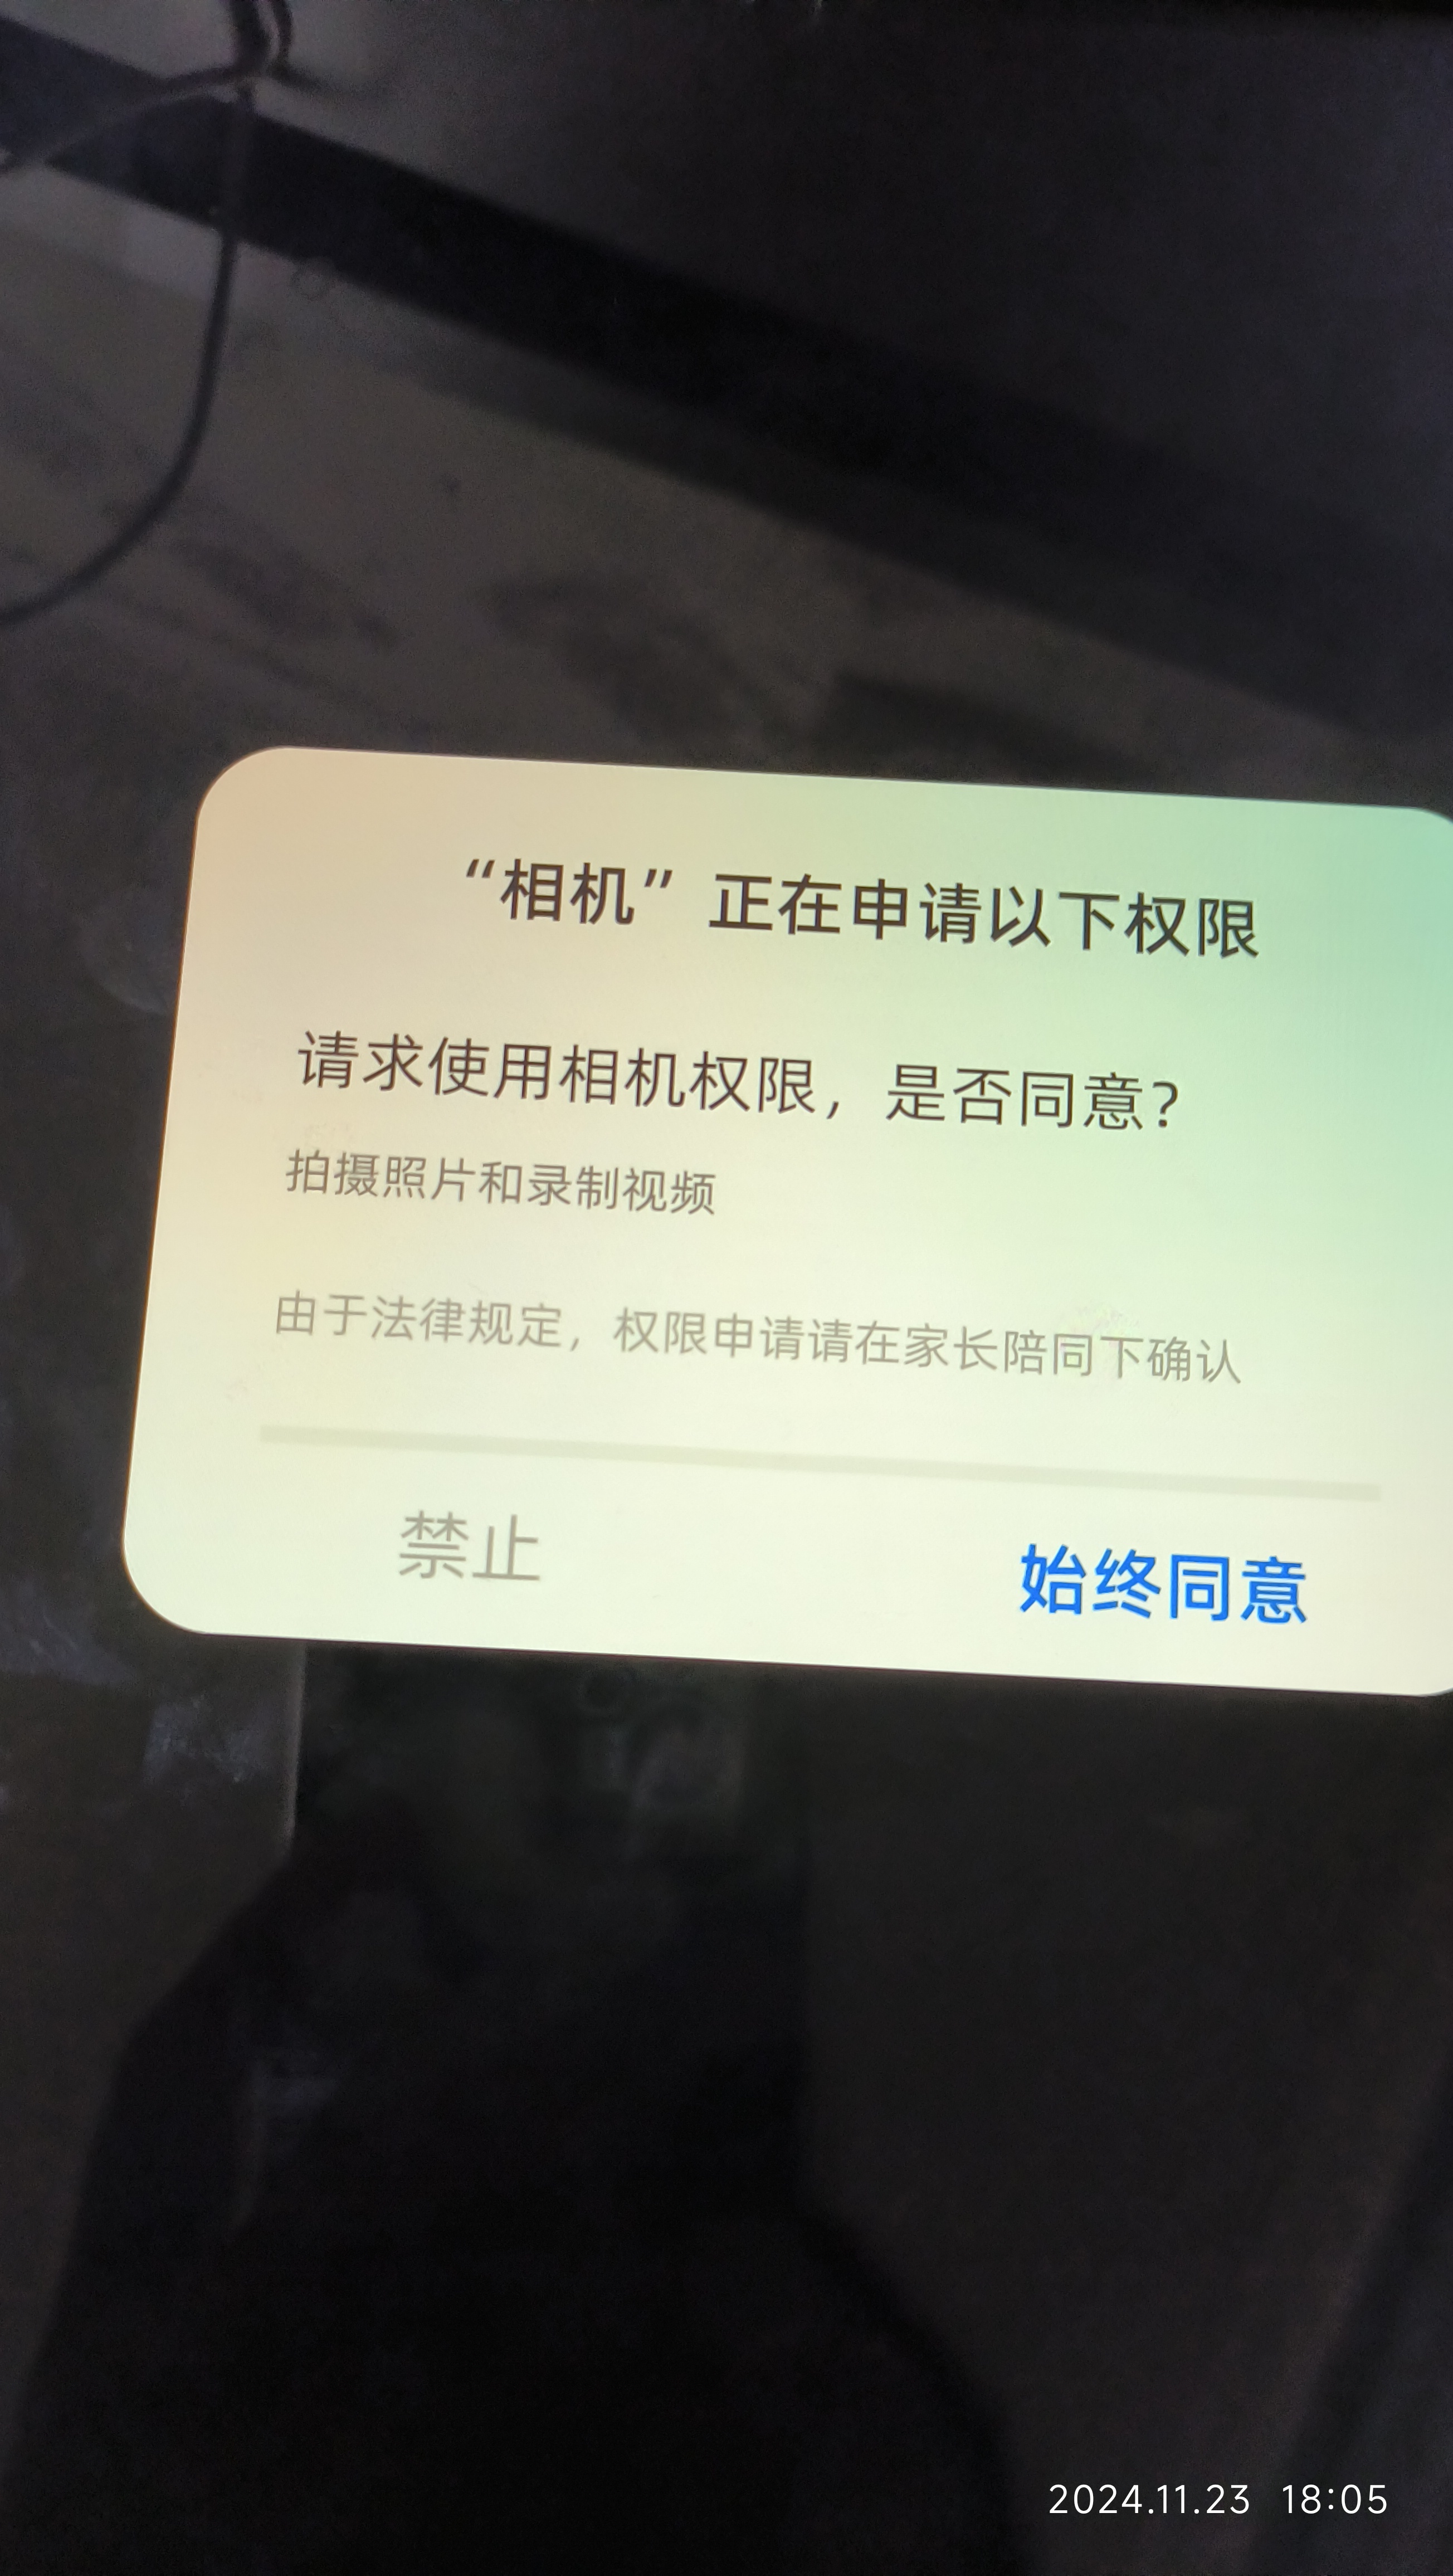 “相机”正在申请以下权限
请求使用相机权限，是否同意？
拍摄照片和录制视频
由于法律规定，权限申请请在家长陪同下确认
禁止
始终同意
2024.11.23 18:05